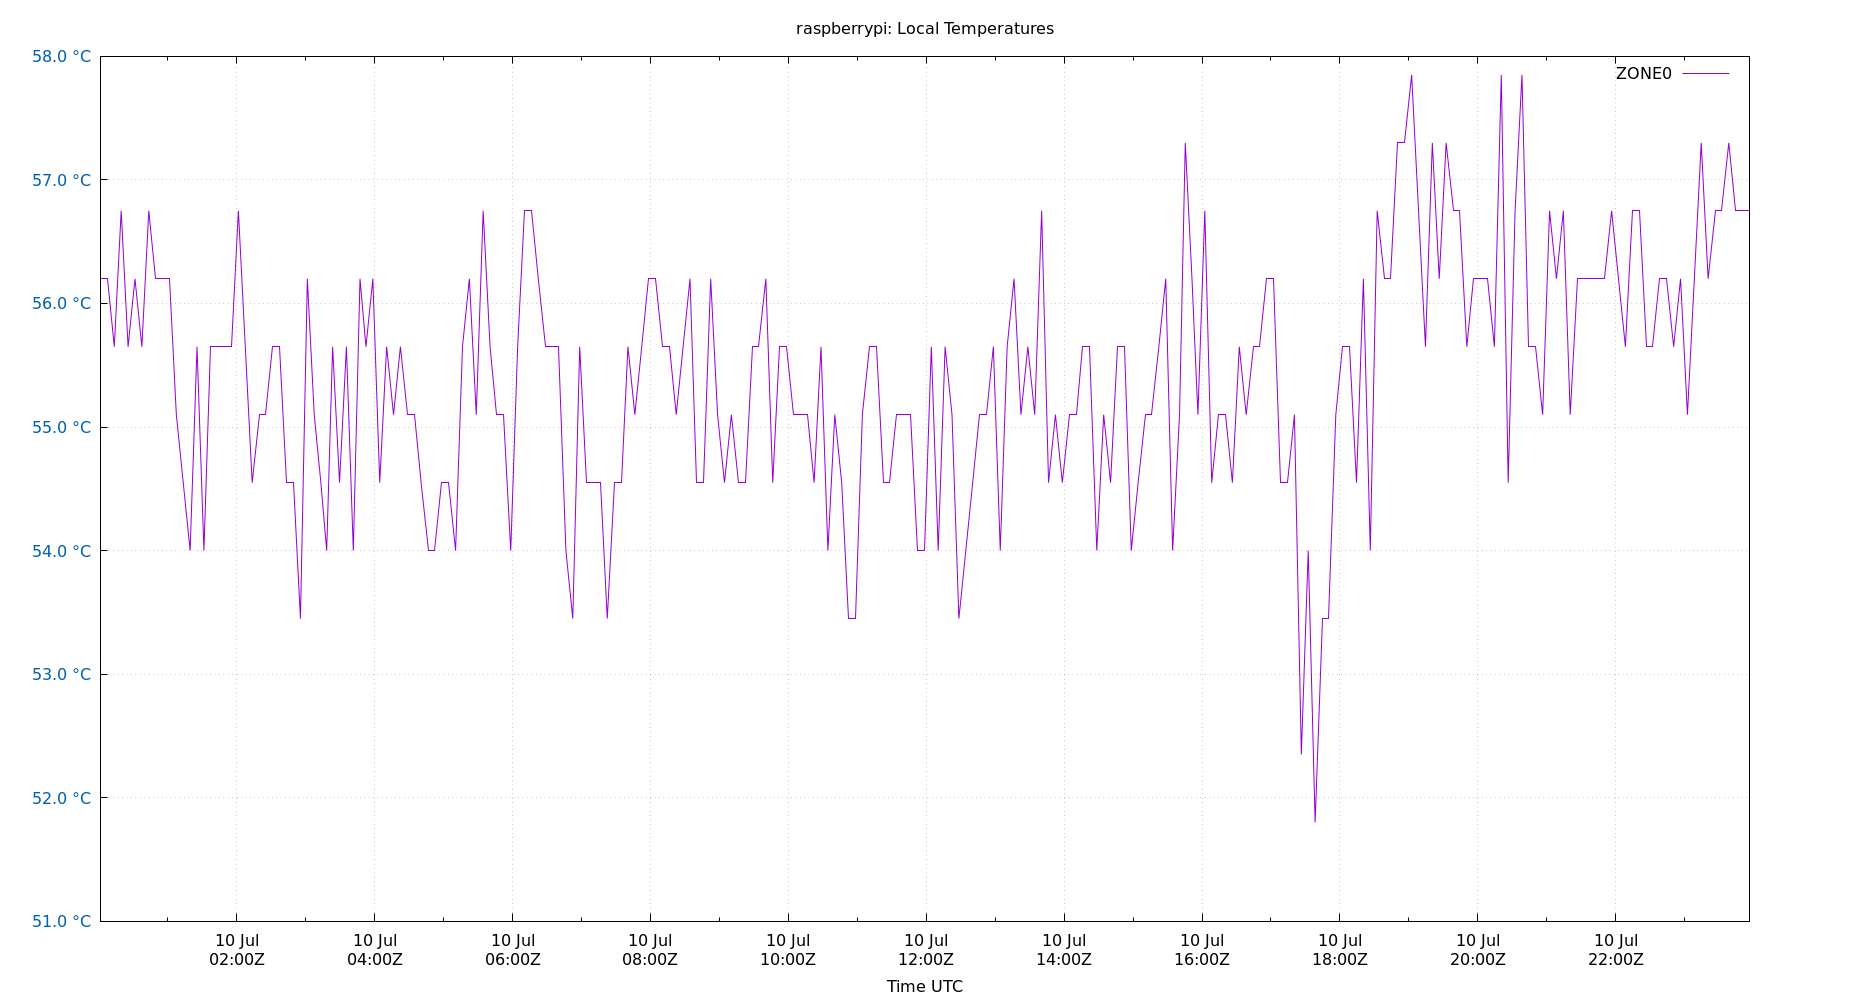 raspberrypi: Local Temperatures
58.0 °C
ZONE0
57.0 °C
56.0 °C
55.0 °C
54.0 °C
53.0 °C
52.0 °C
51.0 °C
10 Jul 10 Jul 10 Jul 10 Jul 10 Jul 10 Jul 10 Jul 10 Jul 10 Jul 10 Jul 10 Jul
02:00Z 04:00Z 06:00Z 08:00Z 10:00Z 12:00Z 14:00Z 16:00Z 18:00Z 20:00Z 22:00Z
Time UTC